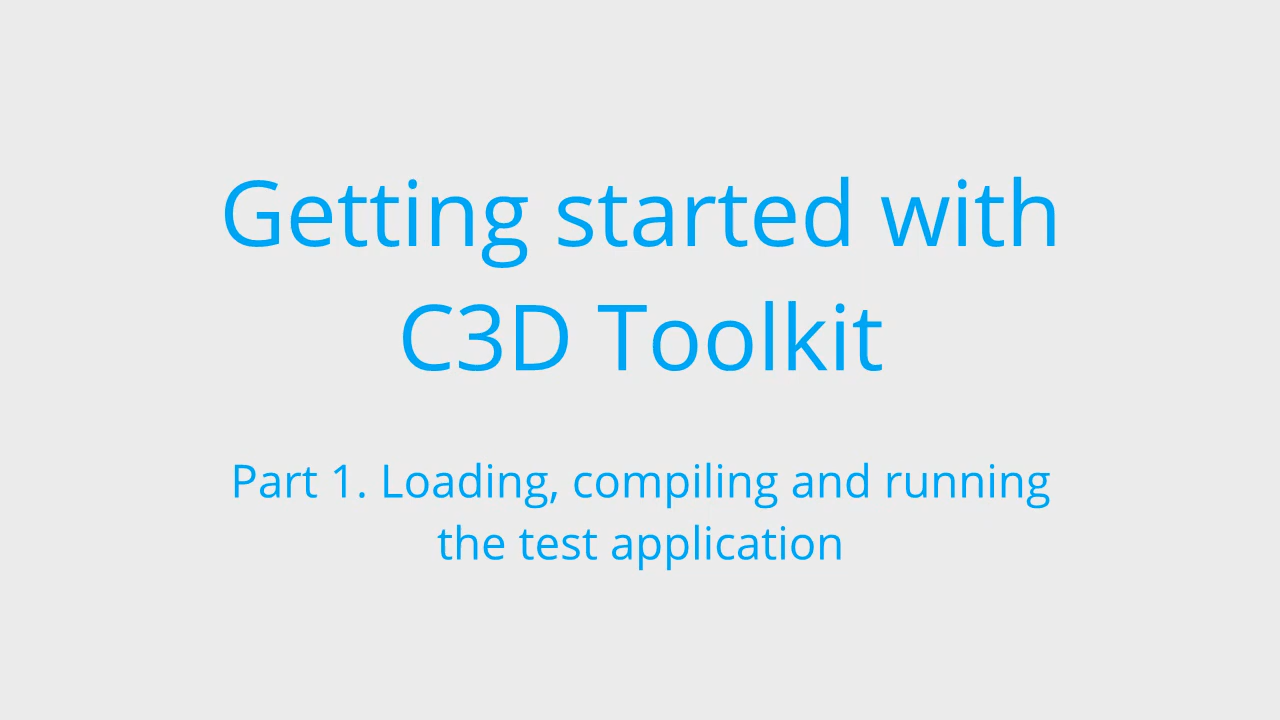 Getting started with
C3D Toolkit
Part 1. Loading, compiling and running
the test application